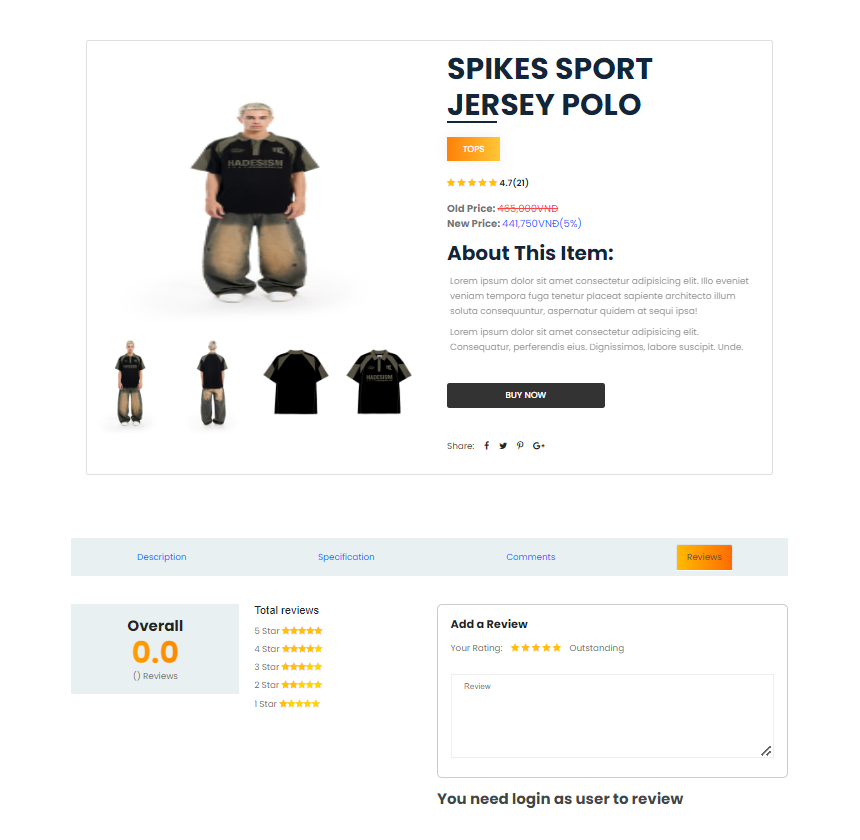 SPIKES SPORT
JERSEY POLO
TOPS
4.7(21)
Old Price: 465,000VND
New Price: 441,750VNĐ(5%)
About This Item:
Lorem ipsum dolor sit amet consectetur adipisicing elit. Illo eveniet
veniam tempora fuga tenetur placeat sapiente architecto illum
soluta consequuntur, aspernatur quidem at sequi ipsa!
Lorem ipsum dolor sit amet consectetur adipisicing elit.
Consequatur, perferendis eius. Dignissimos, labore suscipit. Unde.
BUY NOW
Share:
HADESISM
HADESISM
Description
Specification
Comments
Reviews
Overall
0.0
() Reviews
Total reviews
5 Star
4 Star
3 Star
2 Star
1 Star
Add a Review
Your Rating: Outstanding
Review
You need login as user to review